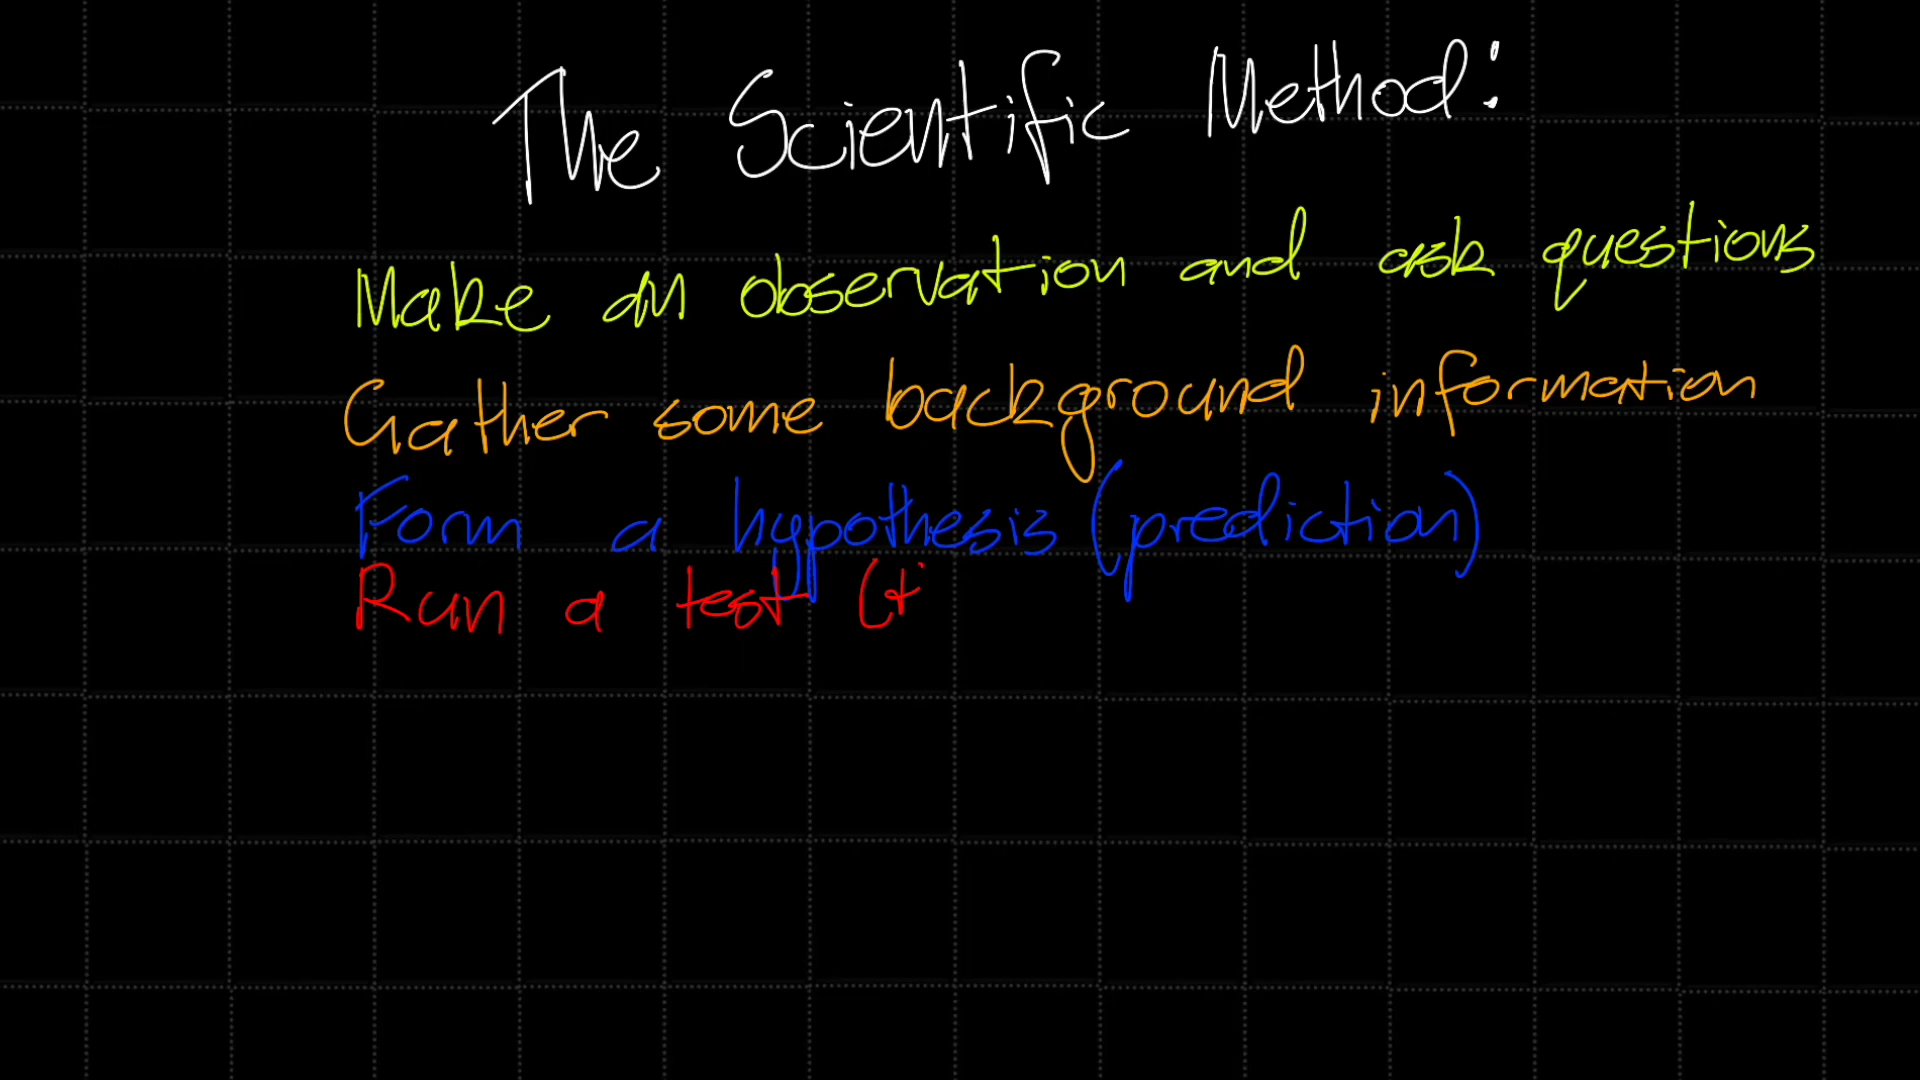 The Scientific Method:
Make an observation and ask questions
Gather some background information
Form a hypothesis (prediction)
Run a test (t